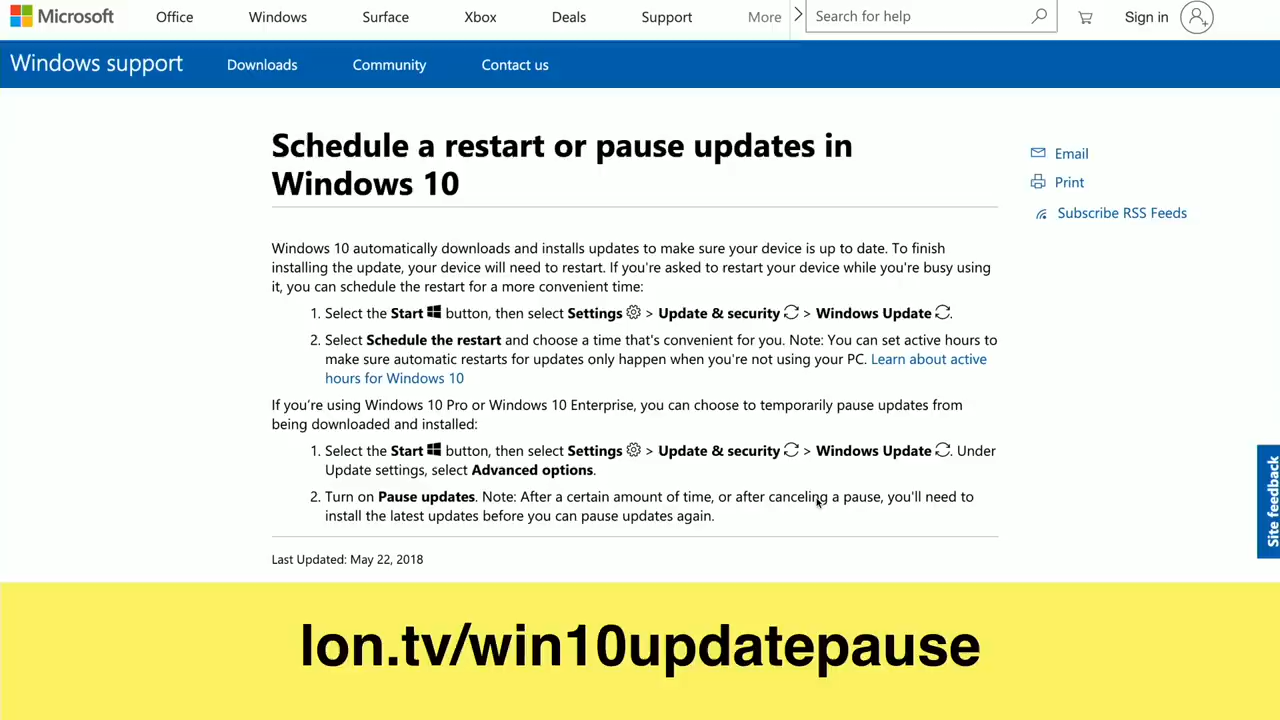 Microsoft Office Windows Surface Xbox Deals Support More Search for help Sign in
Windows support Downloads Community Contact us
Schedule a restart or pause updates in
Windows 10
Email
Print
Subscribe RSS Feeds
Windows 10 automatically downloads and installs updates to make sure your device is up to date. To finish
installing the update, your device will need to restart. If you're asked to restart your device while you're busy using
it, you can schedule the restart for a more convenient time:
1. Select the Start button, then select Settings > Update & security > Windows Update .
2. Select Schedule the restart and choose a time that's convenient for you. Note: You can set active hours to
make sure automatic restarts for updates only happen when you're not using your PC. Learn about active
hours for Windows 10
If you're using Windows 10 Pro or Windows 10 Enterprise, you can choose to temporarily pause updates from
being downloaded and installed:
1. Select the Start button, then select Settings > Update & security > Windows Update . Under
Update settings, select Advanced options.
2. Turn on Pause updates. Note: After a certain amount of time, or after canceling a pause, you'll need to
install the latest updates before you can pause updates again.
Last Updated: May 22, 2018
Site feedback
lon.tv/win10updatepause